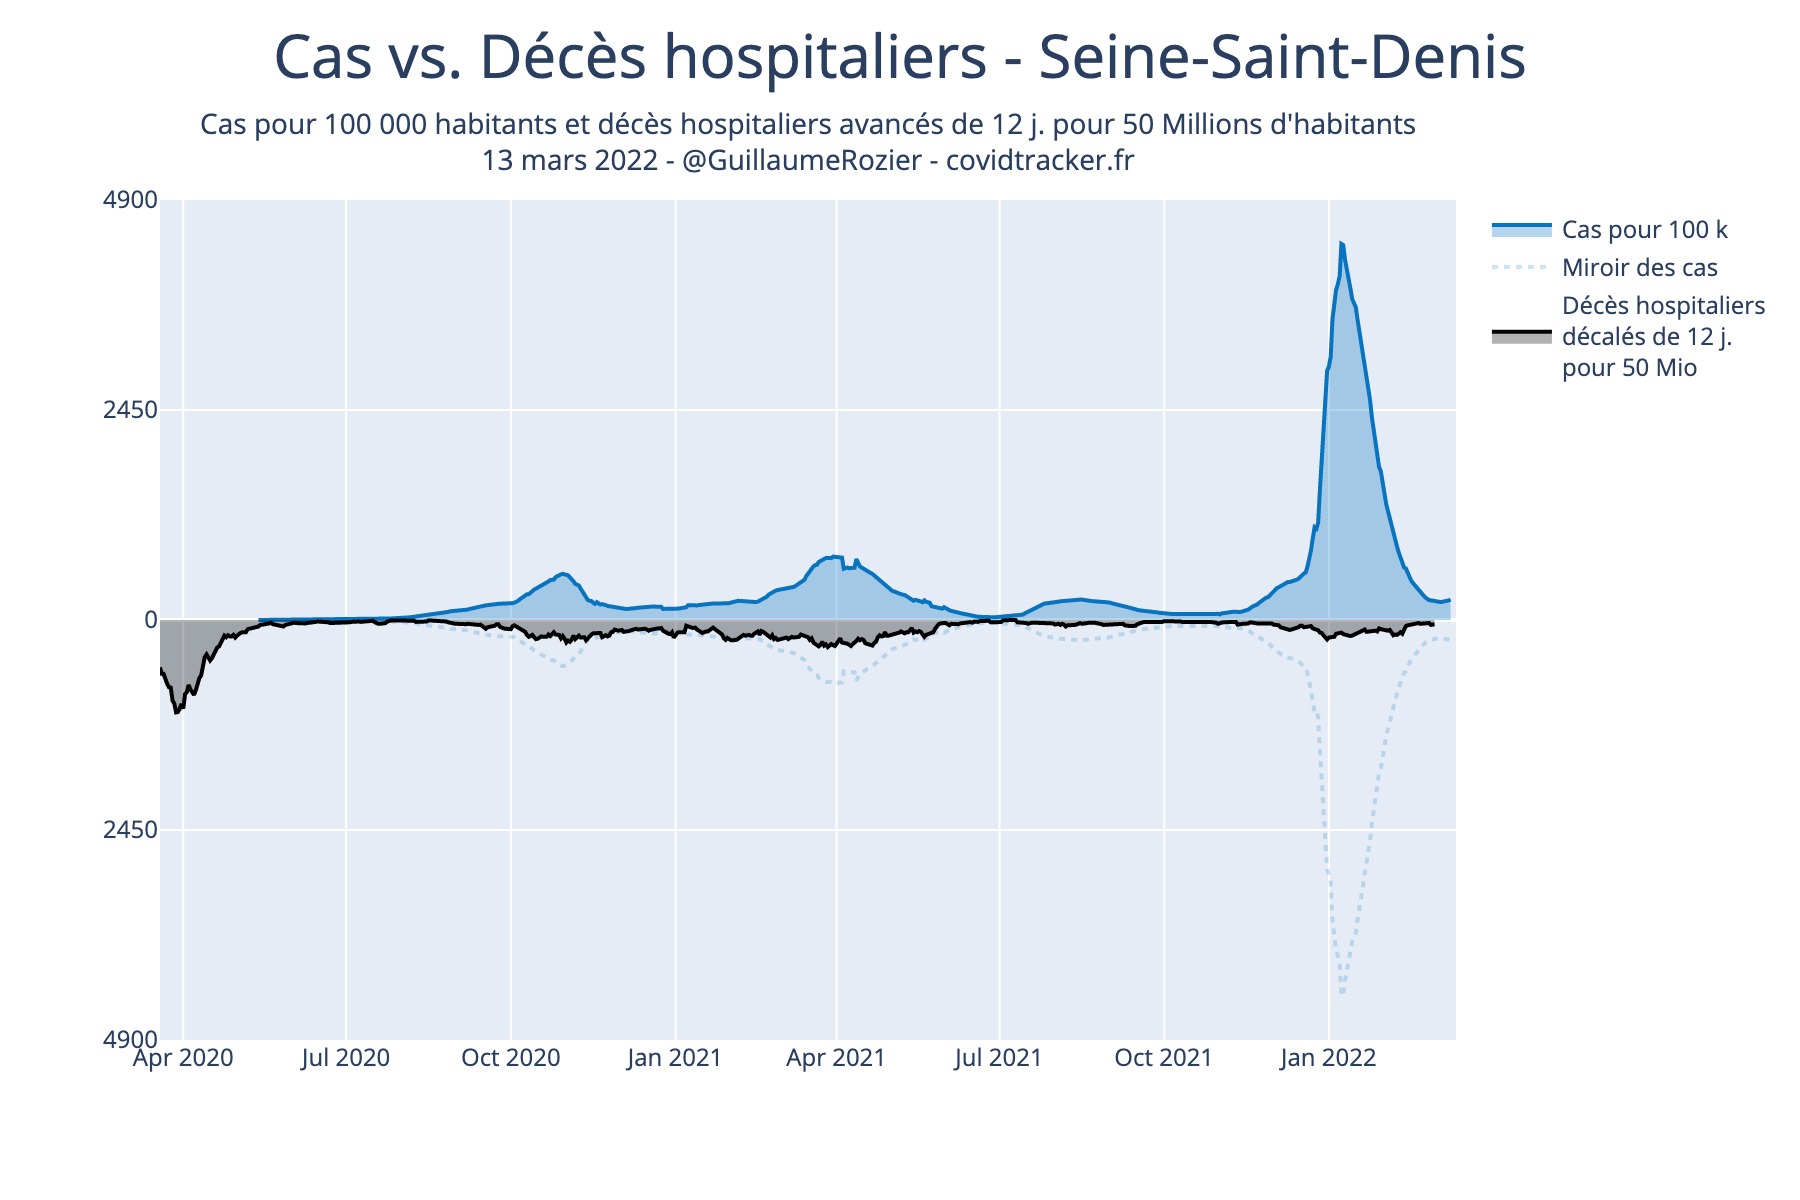 Cas vs. Décès hospitaliers - Seine-Saint-Denis
Cas pour 100 000 habitants et décès hospitaliers avancés de 12 j. pour 50 Millions d'habitants
13 mars 2022 - @GuillaumeRozier - covidtracker.fr
4900
2450
0
2450
4900
Apr 2020
Jul 2020
Oct 2020
Jan 2021
Apr 2021
Jul 2021
Oct 2021
Jan 2022
Cas pour 100 k
Miroir des cas
Décès hospitaliers
décalés de 12 j.
pour 50 Mio